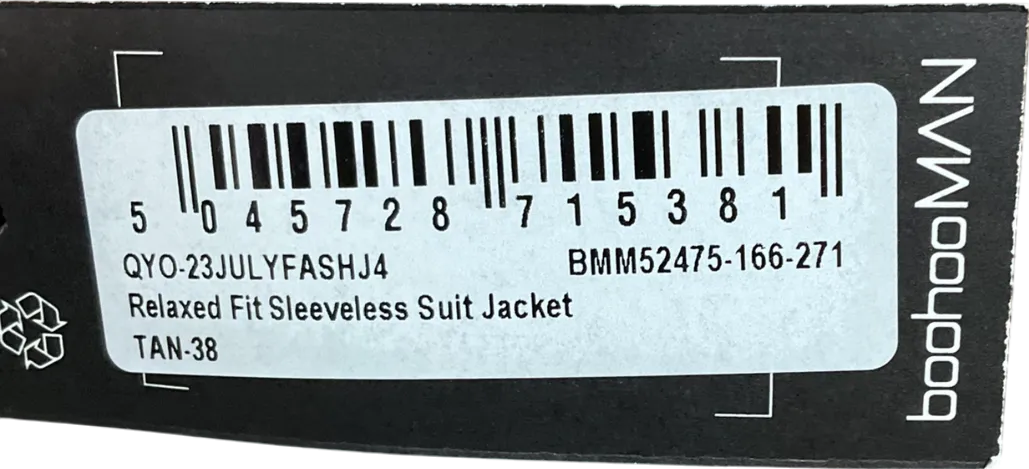 5 045728 715381
QYO-23JULYFASHJ4 BMM52475-166-271
Relaxed Fit Sleeveless Suit Jacket
TAN-38
boohooMAN